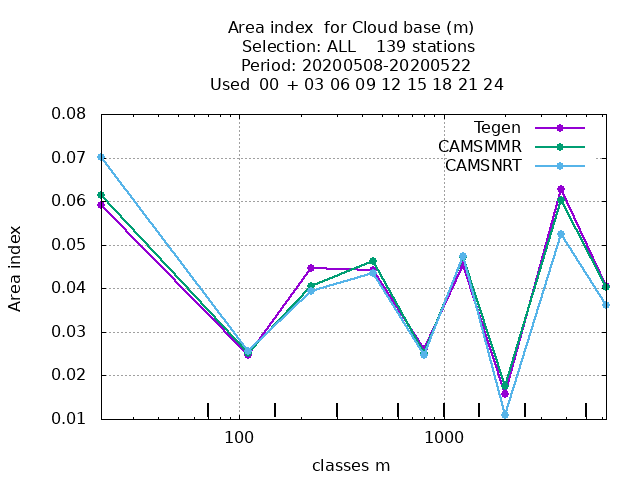 Area index  for Cloud base (m)
Selection: ALL    139 stations
Period: 20200508-20200522
Used  00 + 03 06 09 12 15 18 21 24
Tegen
CAMSMMR
CAMSNRT
0.08
0.07
0.06
0.05
0.04
0.03
0.02
0.01
Area index
100
1000
classes m